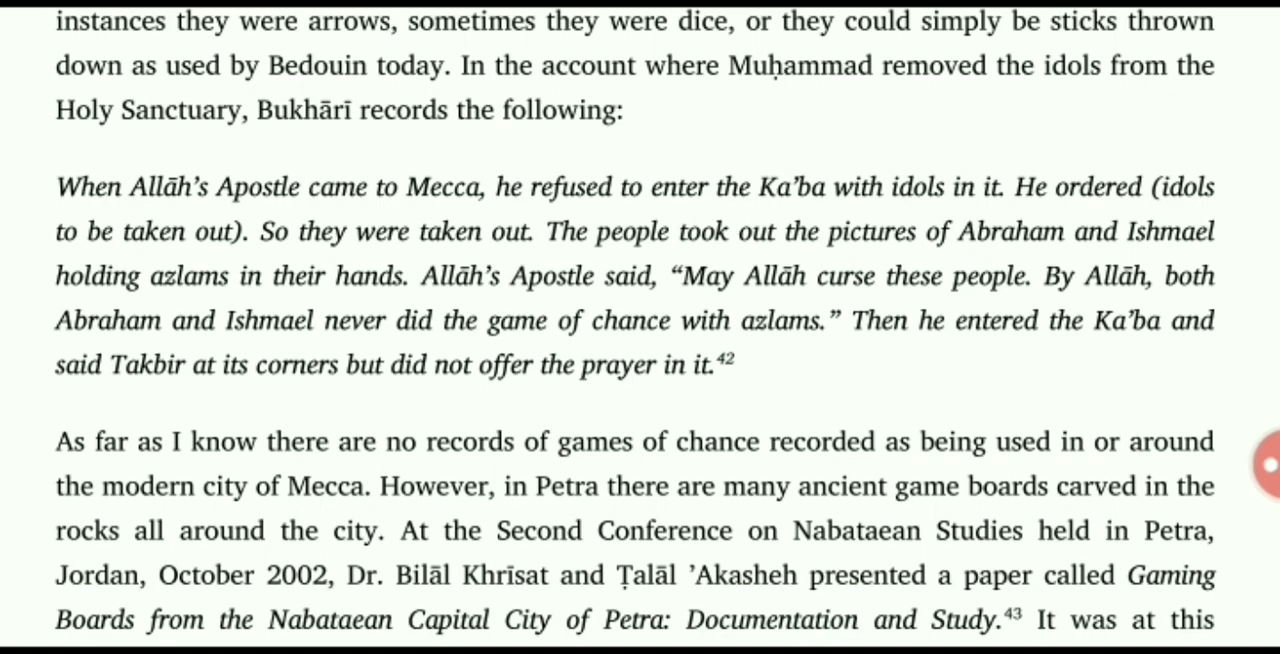 instances they were arrows, sometimes they were dice, or they could simply be sticks thrown
down as used by Bedouin today. In the account where Muḥammad removed the idols from the
Holy Sanctuary, Bukhārī records the following:
When Allāh’s Apostle came to Mecca, he refused to enter the Ka’ba with idols in it. He ordered (idols
to be taken out). So they were taken out. The people took out the pictures of Abraham and Ishmael
holding azlams in their hands. Allāh’s Apostle said, “May Allāh curse these people. By Allāh, both
Abraham and Ishmael never did the game of chance with azlams.” Then he entered the Ka’ba and
said Takbir at its corners but did not offer the prayer in it.⁴²
As far as I know there are no records of games of chance recorded as being used in or around
the modern city of Mecca. However, in Petra there are many ancient game boards carved in the
rocks all around the city. At the Second Conference on Nabataean Studies held in Petra,
Jordan, October 2002, Dr. Bilāl Khrīsat and Ṭalāl ’Akasheh presented a paper called Gaming
Boards from the Nabataean Capital City of Petra: Documentation and Study.⁴³ It was at this